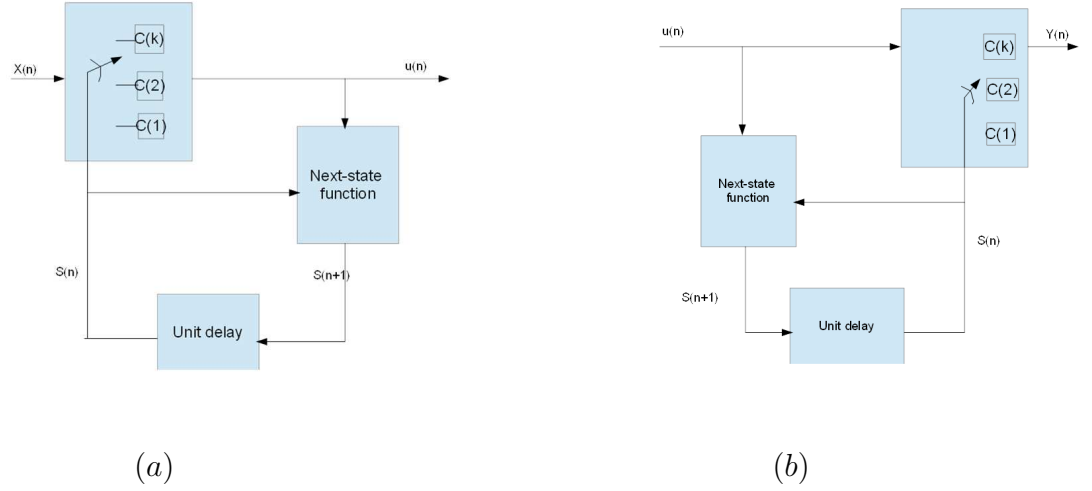 C(k)
X(n)
u(n)
C(2)
C(1)
Next-state
function
S(n)
S(n+1)
Unit delay
(a)
u(n)
Y(n)
C(k)
C(2)
C(1)
Next-state
function
S(n)
S(n+1)
Unit delay
(b)